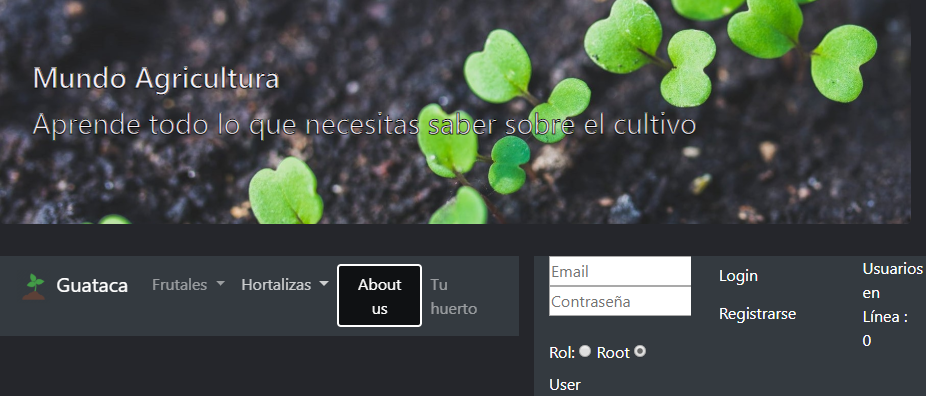 Mundo Agricultura
Aprende todo lo que necesitas saber sobre el cultivo
Guataca
Frutales
Hortalizas
About
us
Tu
huerto
Email
Contraseña
Rol: Root
User
Login
Registrarse
Usuarios
en
Línea :
0